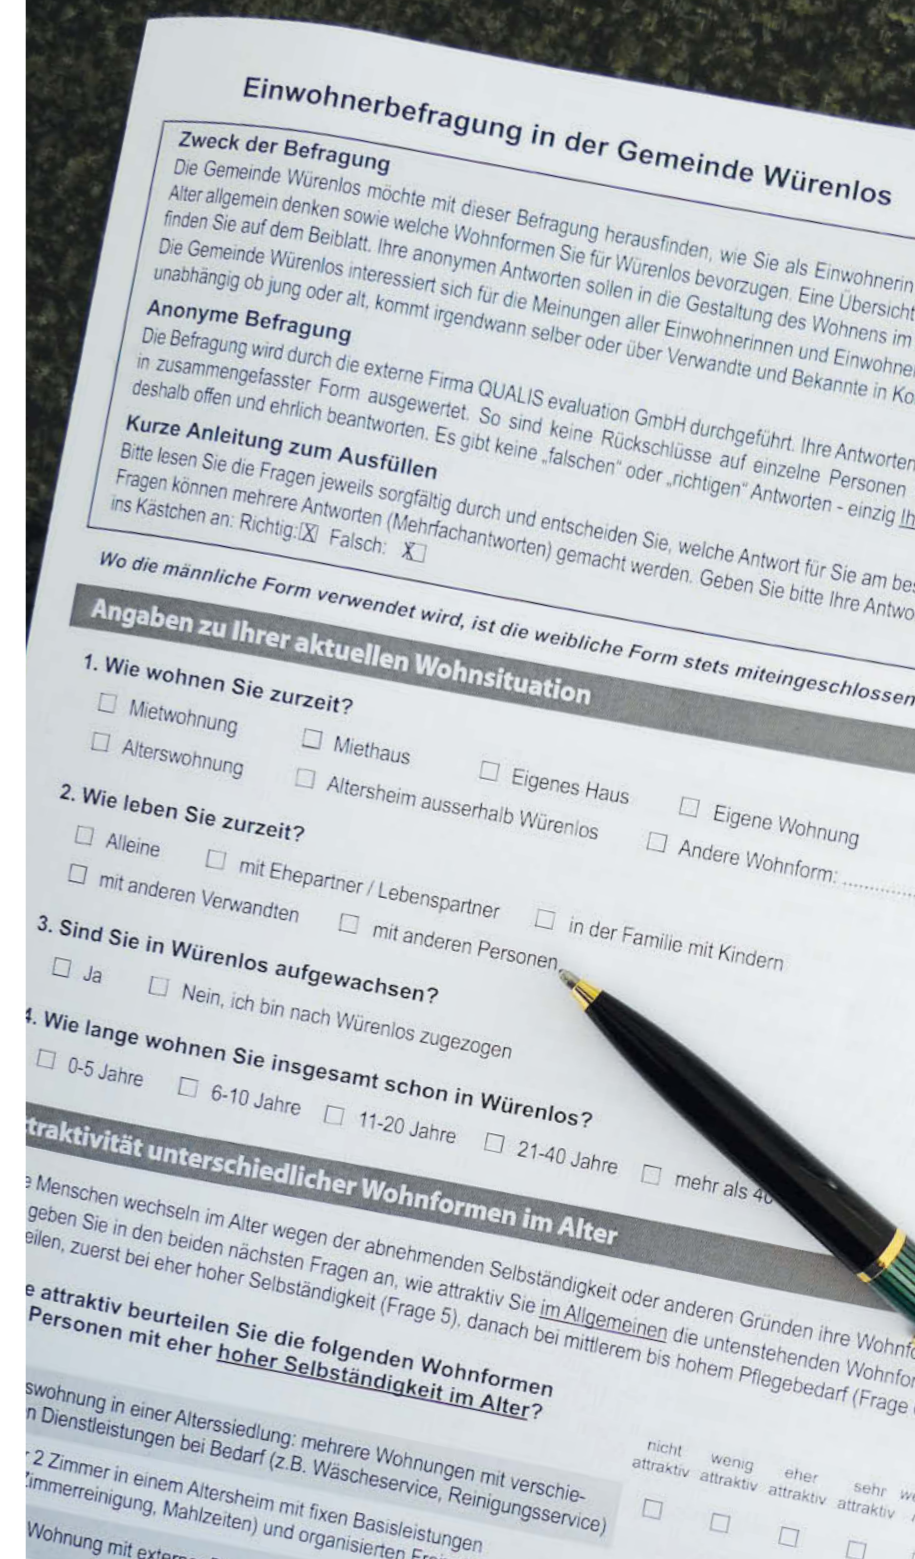 Einwohnerbefragung in der Gemeinde Würenlos
Zweck der Befragung
Die Gemeinde Würenlos möchte mit dieser Befragung herausfinden, wie Sie als Einwohnerin
Alter allgemein denken sowie welche Wohnformen Sie für Würenlos bevorzugen. Eine Übersicht
finden Sie auf dem Beiblatt. Ihre anonymen Antworten sollen in die Gestaltung des Wohnens im
Die Gemeinde Würenlos interessiert sich für die Meinungen aller Einwohnerinnen und
unabhängig ob jung oder alt, kommt irgendwann selber oder über Verwandte und Bekannte in
Anonyme Befragung
Die Befragung wird durch die externe Firma QUALIS evaluation GmbH durchgeführt. Ihre Antworten
in zusammengefasster Form ausgewertet. So sind keine Rückschlüsse auf einzelne Personen
deshalb offen und ehrlich beantworten. Es gibt keine „falschen“ oder „richtigen“ Antworten - einzig
Kurze Anleitung zum Ausfüllen
Bitte lesen Sie die Fragen jeweils sorgfältig durch und entscheiden Sie, welche Antwort für Sie am
Fragen können mehrere Antworten (Mehrfachantworten) gemacht werden. Geben Sie bitte Ihre
ins Kästchen an: Richtig: X Falsch: X
Wo die männliche Form verwendet wird, ist die weibliche Form stets miteingeschlossen
Angaben zu Ihrer aktuellen Wohnsituation
1. Wie wohnen Sie zurzeit?
☐ Mietwohnung ☐ Miethaus ☐ Eigenes Haus ☐ Eigene Wohnung
☐ Alterswohnung ☐ Altersheim ausserhalb Würenlos ☐ Andere Wohnform: ..............
2. Wie leben Sie zurzeit?
☐ Alleine ☐ mit Ehepartner / Lebenspartner ☐ in der Familie mit Kindern
☐ mit anderen Verwandten ☐ mit anderen Personen
3. Sind Sie in Würenlos aufgewachsen?
☐ Ja ☐ Nein, ich bin nach Würenlos zugezogen
4. Wie lange wohnen Sie insgesamt schon in Würenlos?
☐ 0-5 Jahre ☐ 6-10 Jahre ☐ 11-20 Jahre ☐ 21-40 Jahre ☐ mehr als 40
traktivität unterschiedlicher Wohnformen im Alter
Menschen wechseln im Alter wegen der abnehmenden Selbständigkeit oder anderen Gründen ihre
geben Sie in den beiden nächsten Fragen an, wie attraktiv Sie im Allgemeinen die untenstehenden
eilen, zuerst bei eher hoher Selbständigkeit (Frage 5), danach bei mittlerem bis hohem Pflegebedarf (Frage
e attraktiv beurteilen Sie die folgenden Wohnformen
Personen mit eher hoher Selbständigkeit im Alter?
nicht attraktiv
wenig attraktiv
eher attraktiv
sehr attraktiv
swohnung in einer Alterssiedlung: mehrere Wohnungen mit verschie-
n Dienstleistungen bei Bedarf (z.B. Wäscheservice, Reinigungsservice) ☐ ☐ ☐ ☐ ☐
2 Zimmer in einem Altersheim mit fixen Basisleistungen
Zimmerreinigung, Mahlzeiten) und organisierten
Wohnung mit